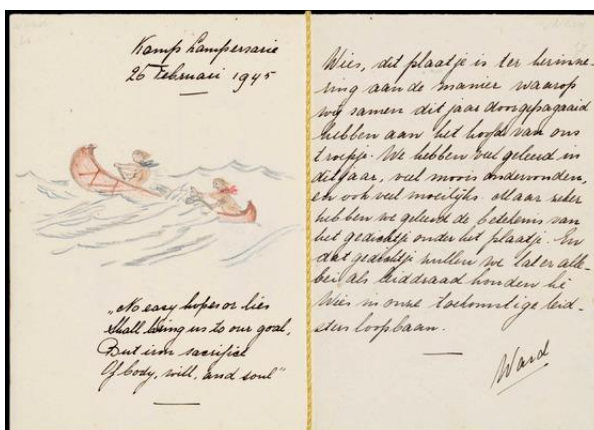 Kamp Lampersarie
26 Februari 1945
„No easy hopes or lies
Shall bring us to our goal,
But iron sacrifice
Of body, will, and soul"
Wies, dit plaatje is ter herinne-
ring aan de manier waarop
wij samen dit jaar doorgepagaaid
hebben aan het hoofd van ons
troepje. We hebben veel geleerd in
dit jaar, veel moois ondervonden,
en ook veel moeilijks. Maar zeker
hebben we geleerd de betekenis van
het gedichtje onder het plaatje. En
dat gedichtje zullen we later alle-
bei als leiddraad houden hè
Wies in onze toekomstige leid-
sters loopbaan.
Ward